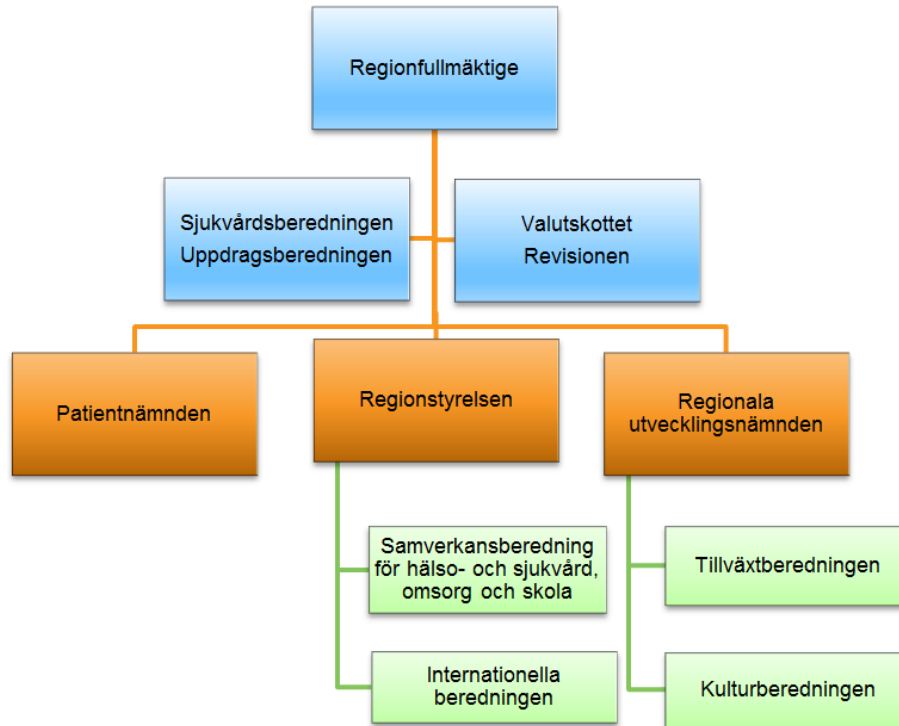 Regionfullmäktige
Sjukvårdsberedningen
Uppdragsberedningen
Valutskottet
Revisionen
Patientnämnden
Regionstyrelsen
Regionala
utvecklingsnämnden
Samverkansberedning
för hälso- och sjukvård,
omsorg och skola
Internationella
beredningen
Tillväxtberedningen
Kulturberedningen